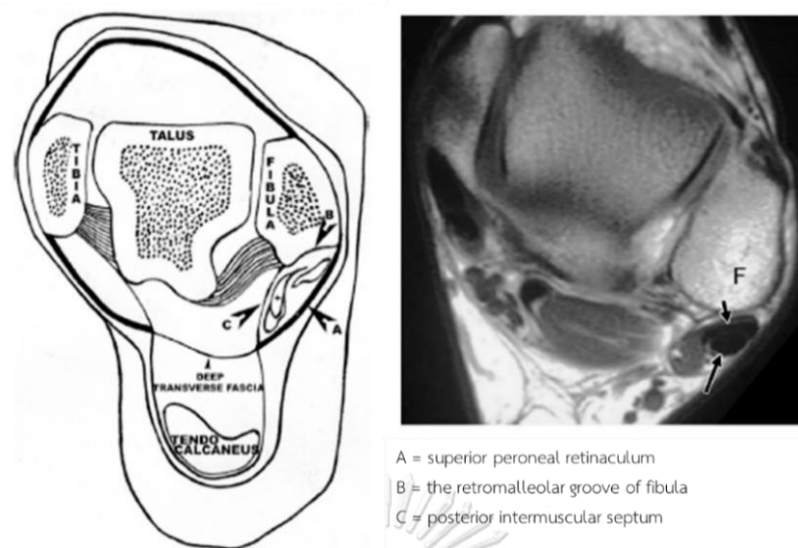 TALUS
TIBIA
FIBULA
B
C
A
DEEP
TRANSVERSE FASCIA
TENDO
CALCANEUS
F
A = superior peroneal retinaculum
B = the retromalleolar groove of fibula
C = posterior intermuscular septum